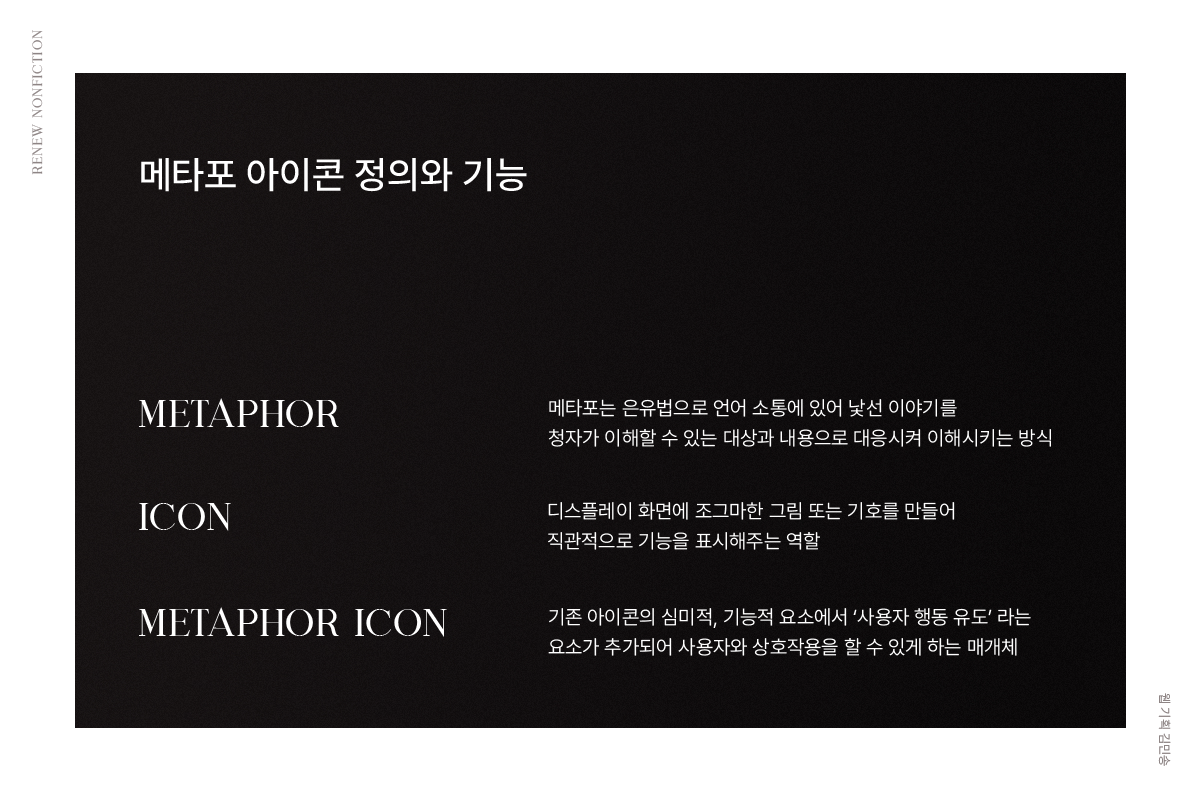 RENEW NONFICTION
메타포 아이콘 정의와 기능
METAPHOR
메타포는 은유법으로 언어 소통에 있어 낯선 이야기를
청자가 이해할 수 있는 대상과 내용으로 대응시켜 이해시키는 방식
ICON
디스플레이 화면에 조그마한 그림 또는 기호를 만들어
직관적으로 기능을 표시해주는 역할
METAPHOR ICON
기존 아이콘의 심미적, 기능적 요소에서 ‘사용자 행동 유도’ 라는
요소가 추가되어 사용자와 상호작용을 할 수 있게 하는 매개체
웹 기획 김민송